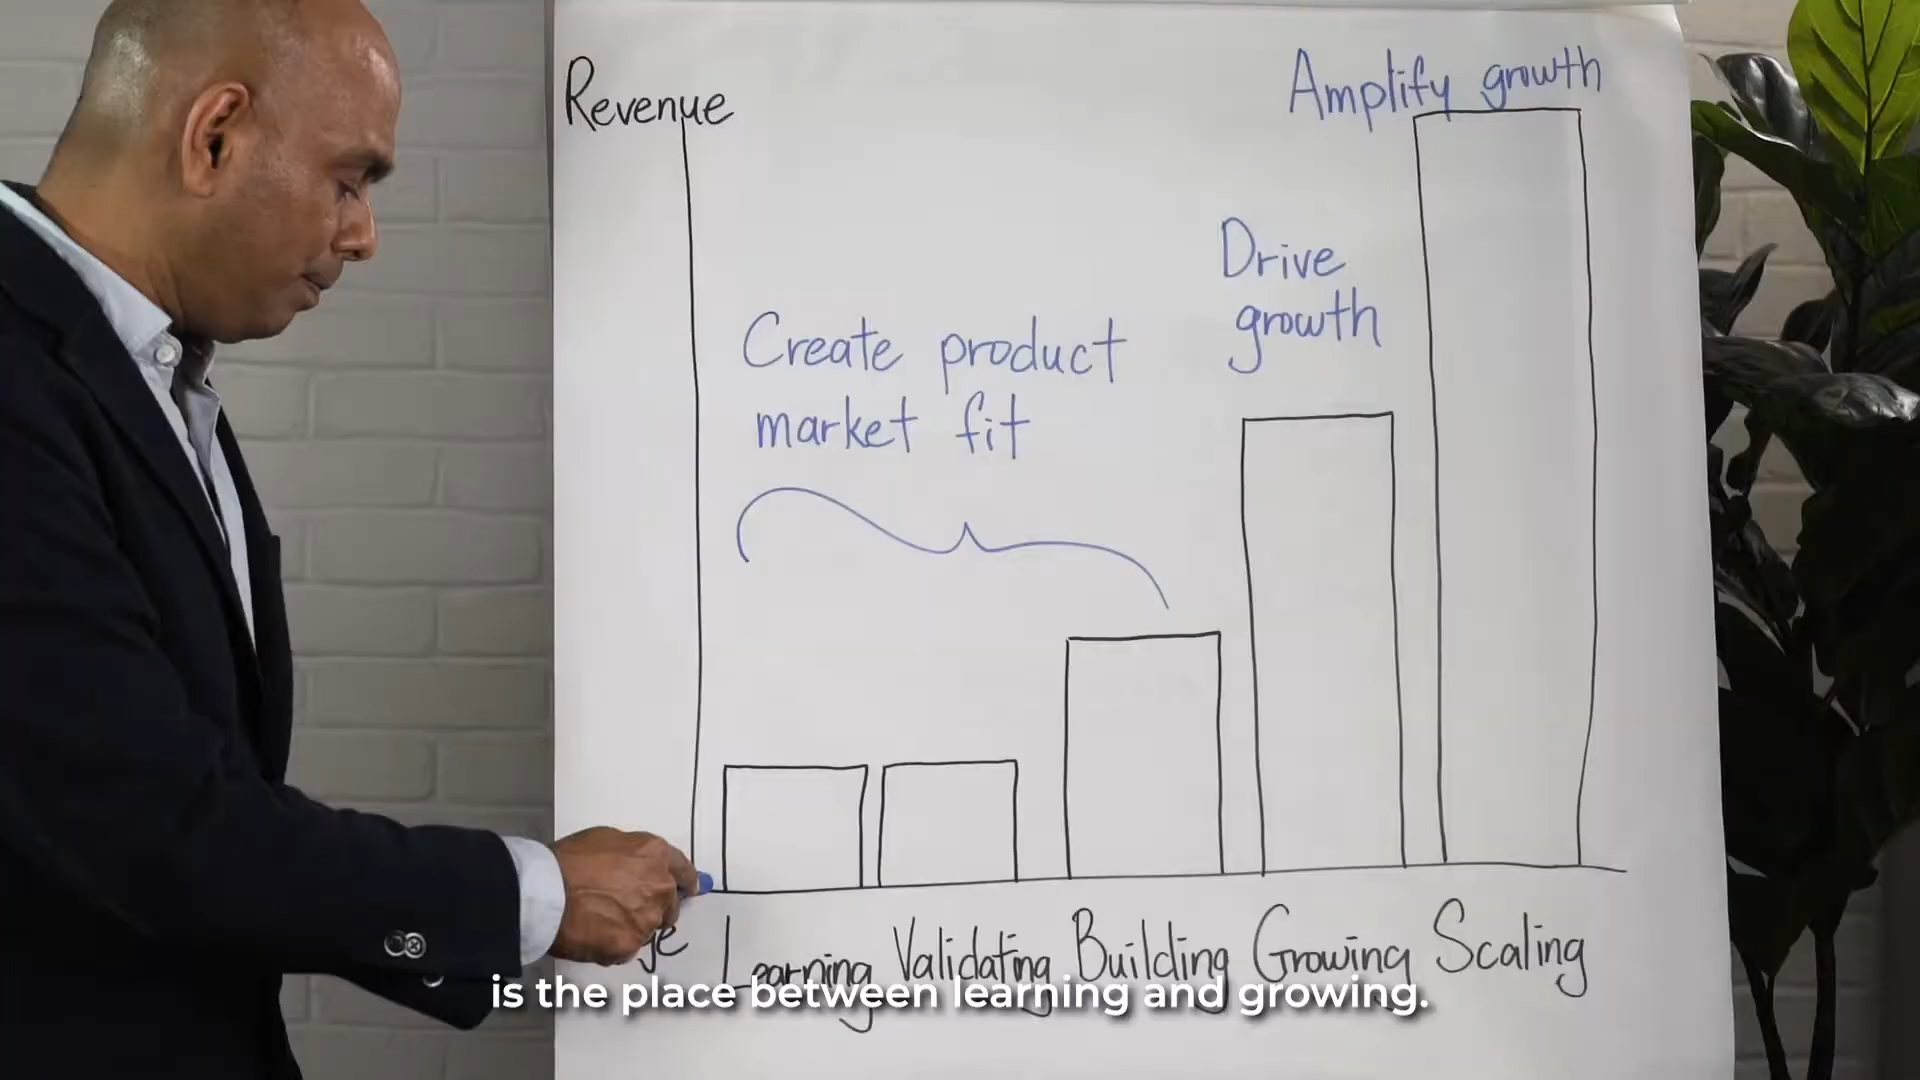 Revenue
Amplify growth
Drive
growth
Create product
market fit
Learning Validating Building Growing Scaling
is the place between learning and growing.